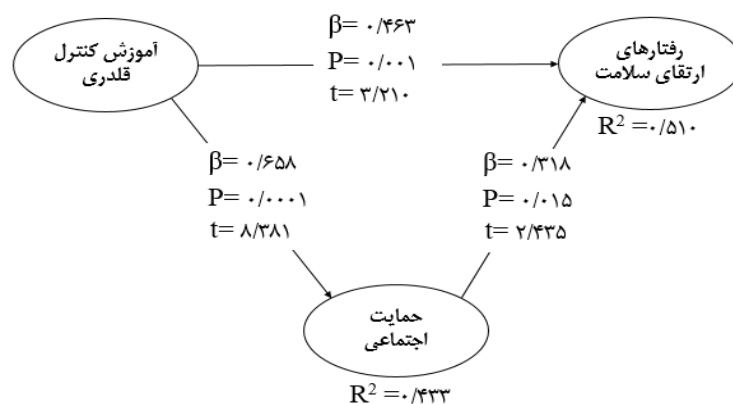 آموزش کنترل
قلدری
β= ۰/۴۶۳
P= ۰/۰۰۱
t= ۳/۲۱۰
رفتارهای
ارتقای سلامت
R² =۰/۵۱۰
β= ۰/۶۵۸
P= ۰/۰۰۰۱
t= ۸/۳۸۱
β= ۰/۳۱۸
P= ۰/۰۱۵
t= ۲/۴۳۵
حمایت
اجتماعی
R² =۰/۴۳۳